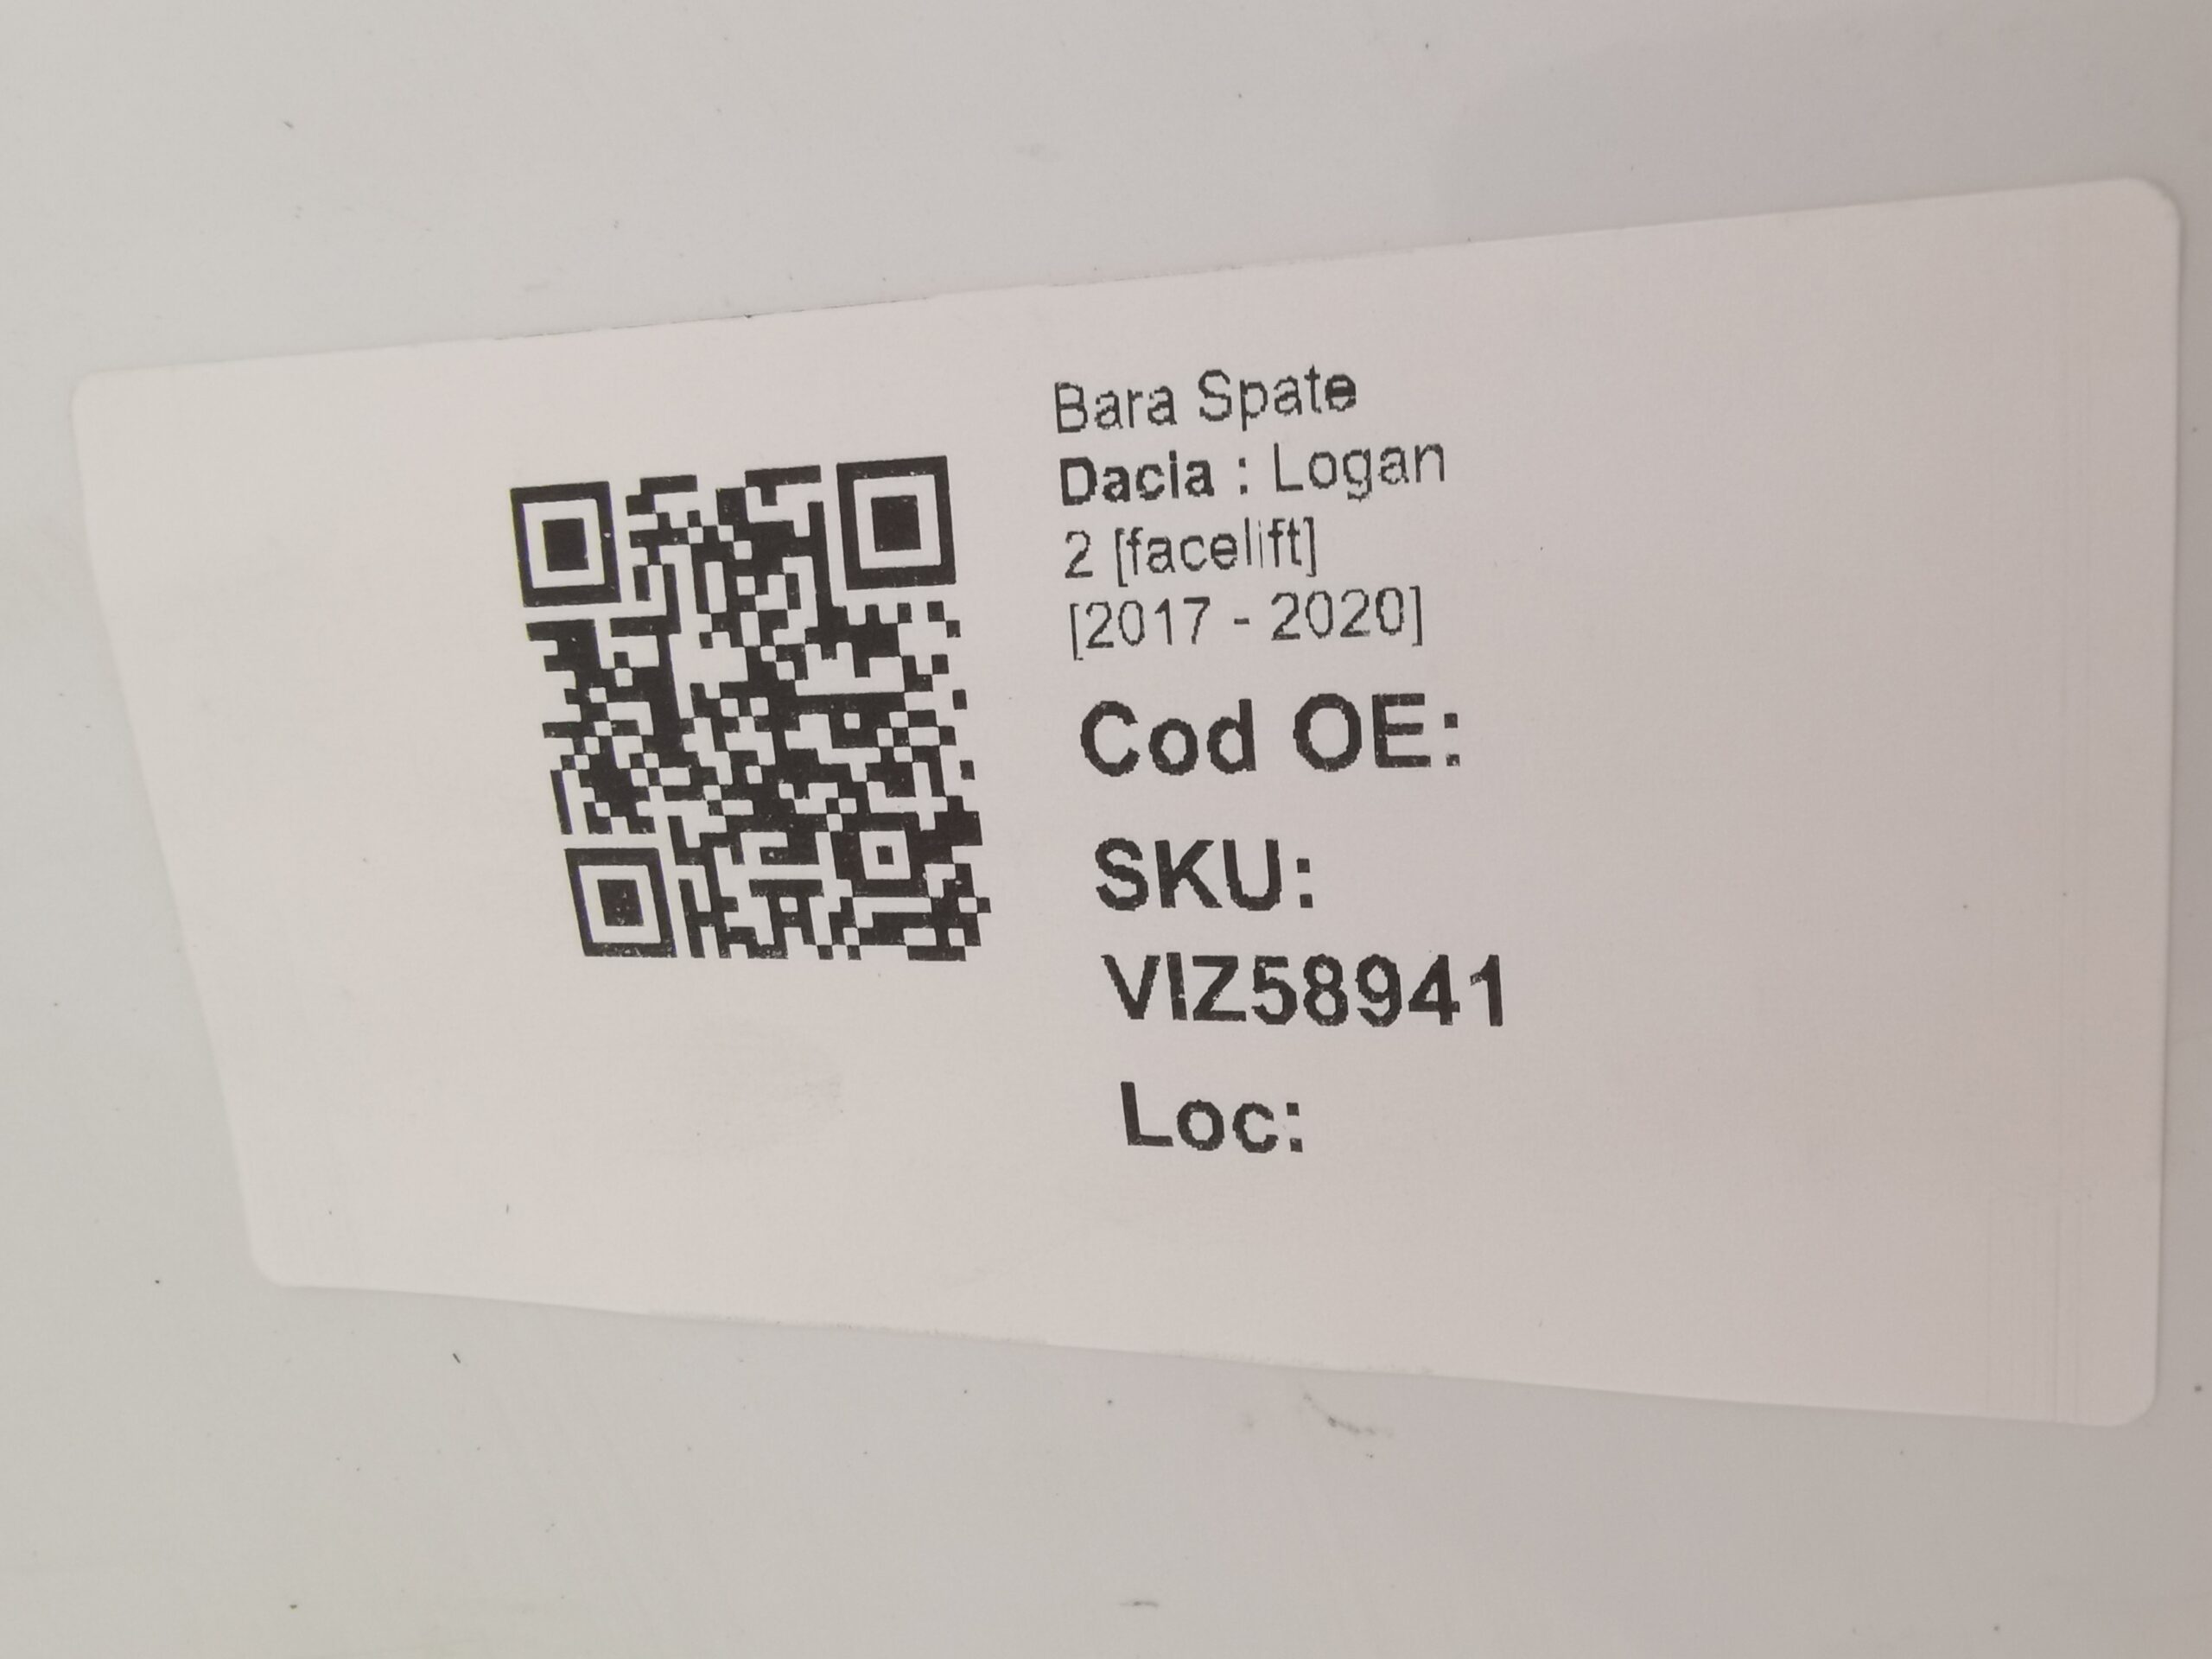 Bara Spate
Dacia : Logan
2 [facelift]
[2017 - 2020]
Cod OE:
SKU:
VIZ58941
Loc: